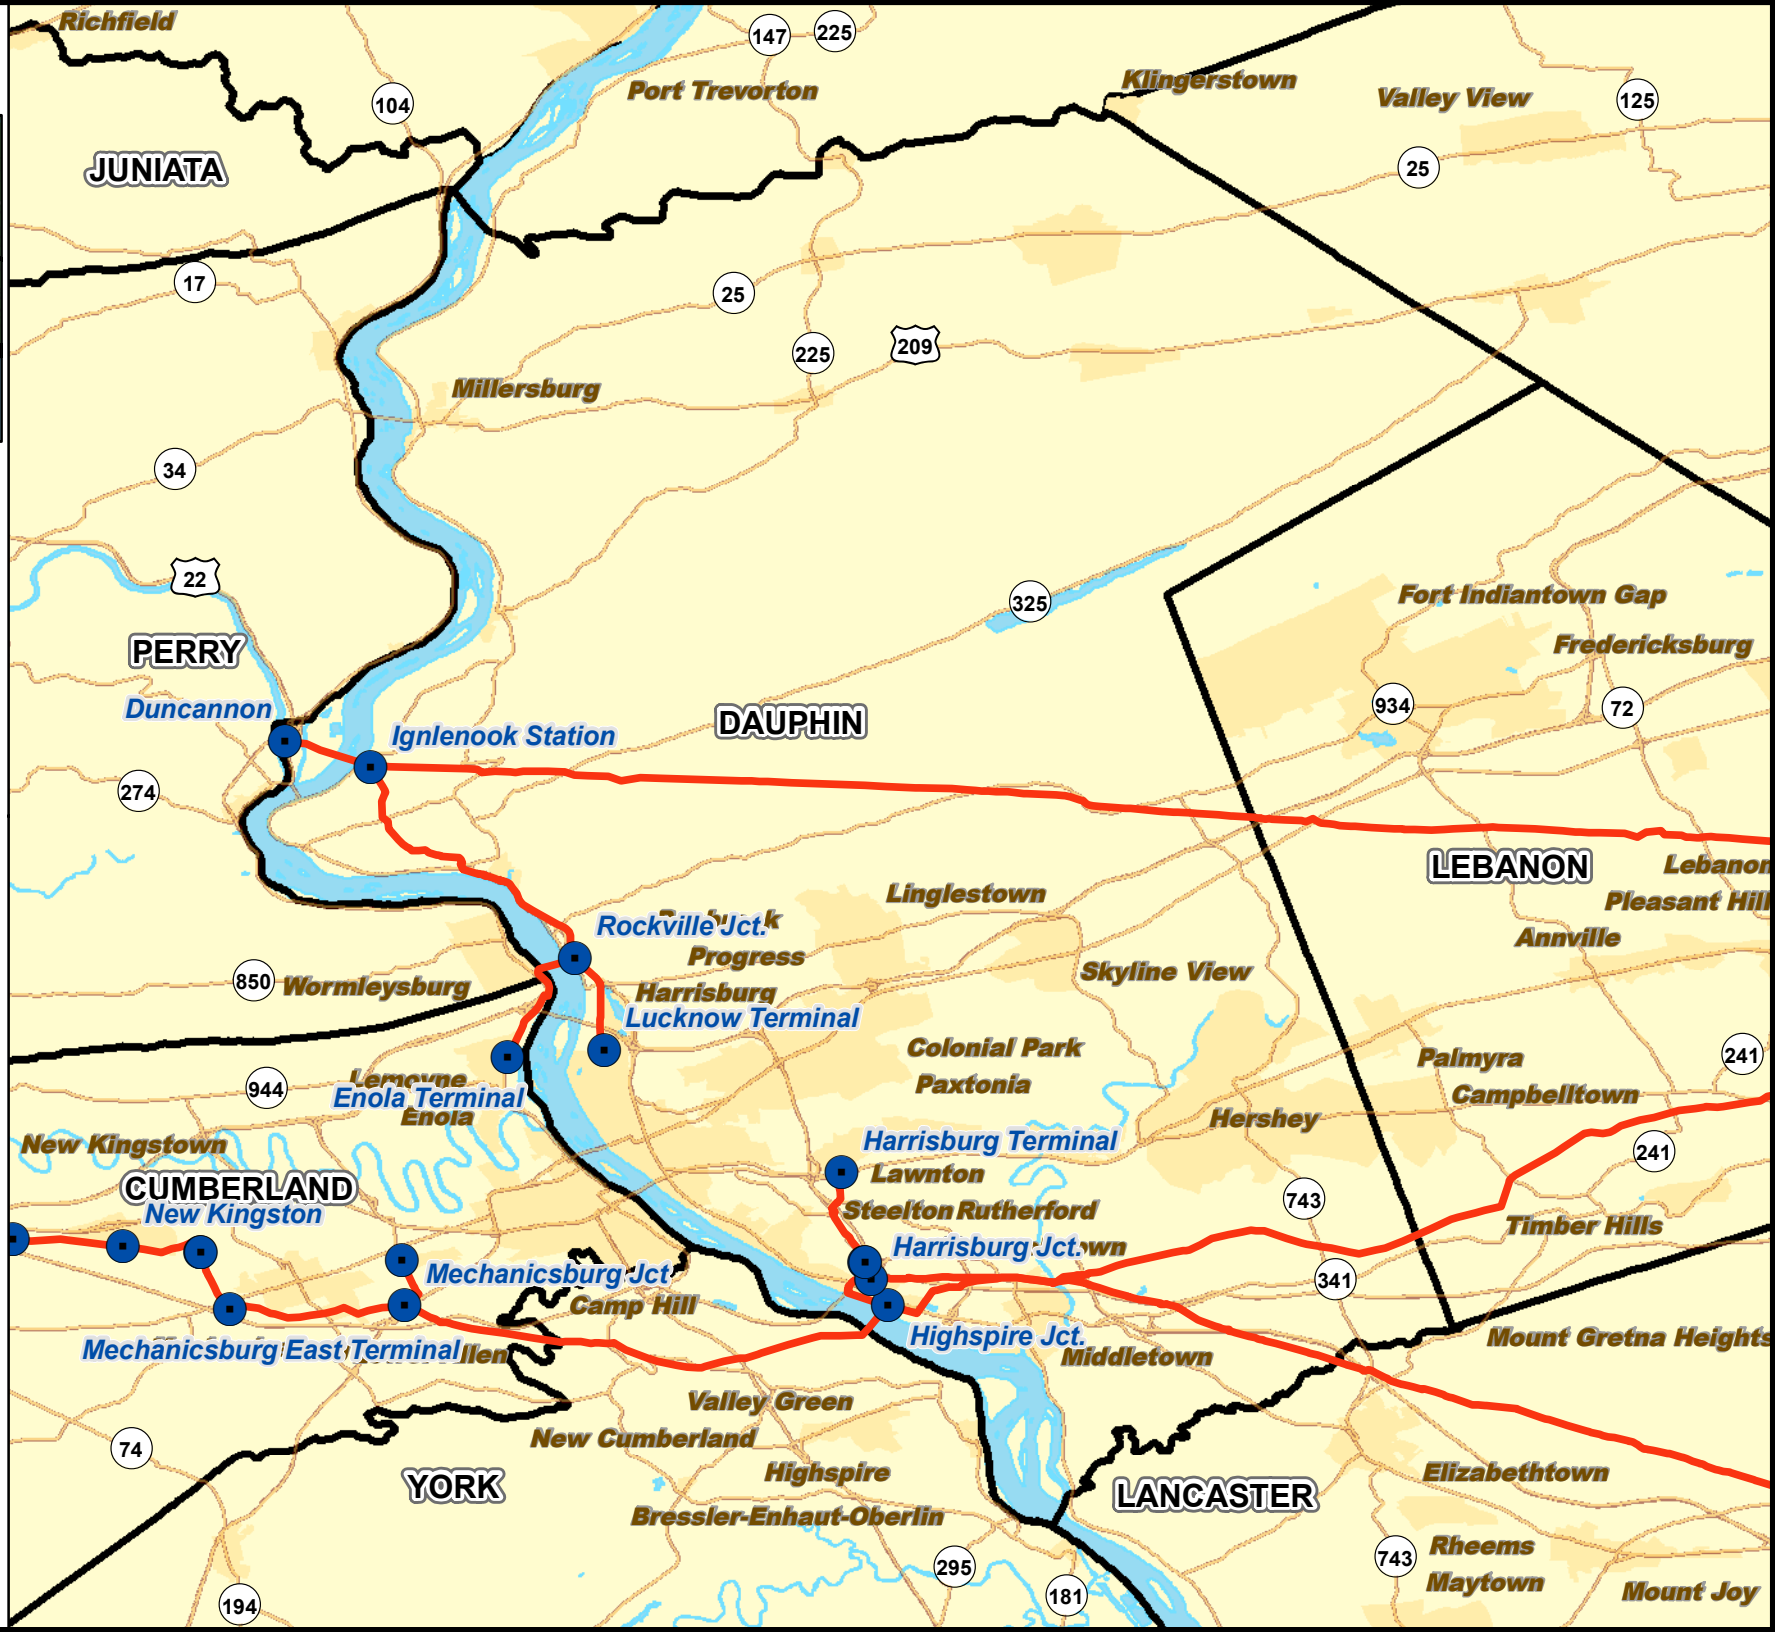 Richfield
147
225
Port Trevorton
Klingerstown
Valley View
104
125
JUNIATA
25
17
25
225
209
Millersburg
34
22
325
Fort Indiantown Gap
Fredericksburg
PERRY
Duncannon
934
72
DAUPHIN
Ignlenook Station
274
LEBANON
Lebanon
Linglestown
Pleasant Hill
Rockville Jct.
Annville
Progress
Skyline View
850
Wormleysburg
Harrisburg
Lucknow Terminal
Colonial Park
Palmyra
241
944
Lemoyne
Paxtonia
Campbelltown
Enola Terminal
Enola
Hershey
New Kingstown
Harrisburg Terminal
241
Lawnton
CUMBERLAND
743
New Kingston
Steelton
Rutherford
Timber Hills
Harrisburg Jct.
Mechanicsburg Jct
341
Camp Hill
Highspire Jct.
Mount Gretna Heights
Mechanicsburg East Terminal
Middletown
Valley Green
New Cumberland
74
Highspire
Elizabethtown
YORK
LANCASTER
Bressler-Enhaut-Oberlin
Rheems
743
295
Maytown
Mount Joy
181
194